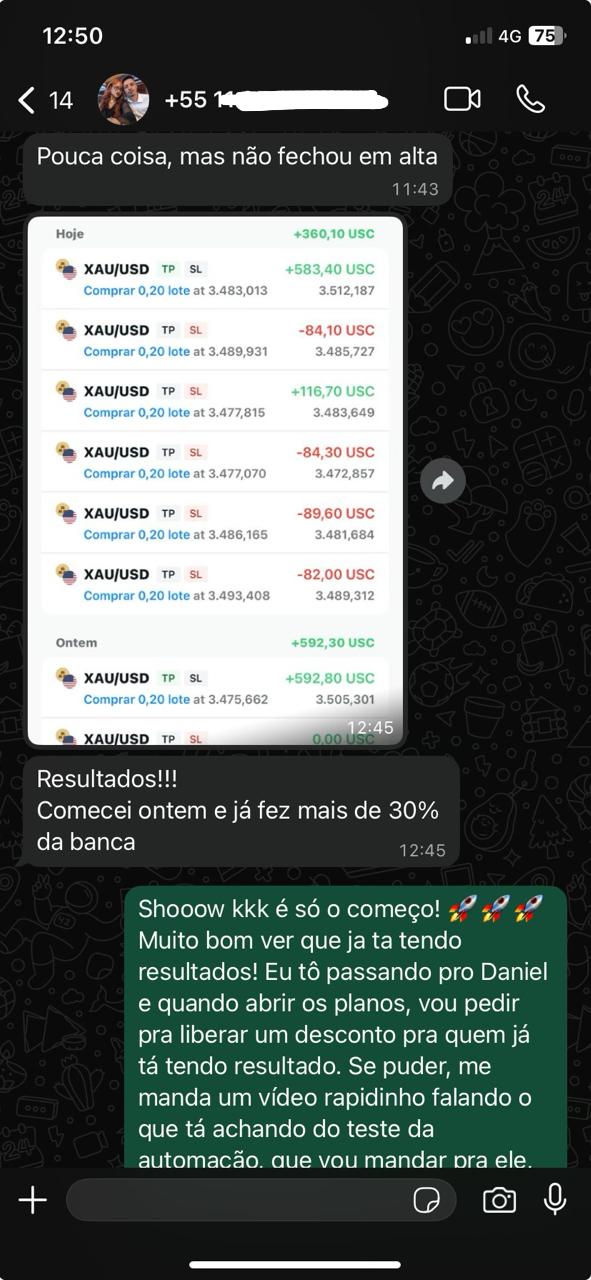 12:50
4G 75
14 +55 1
Pouca coisa, mas não fechou em alta
11:43
Hoje +360,10 USC
XAU/USD TP SL +583,40 USC
Comprar 0,20 lote at 3.483,013 3.512,187
XAU/USD TP SL -84,10 USC
Comprar 0,20 lote at 3.489,931 3.485,727
XAU/USD TP SL +116,70 USC
Comprar 0,20 lote at 3.477,815 3.483,649
XAU/USD TP SL -84,30 USC
Comprar 0,20 lote at 3.477,070 3.472,857
XAU/USD TP SL -89,60 USC
Comprar 0,20 lote at 3.486,165 3.481,684
XAU/USD TP SL -82,00 USC
Comprar 0,20 lote at 3.493,408 3.489,312
Ontem +592,30 USC
XAU/USD TP SL +592,80 USC
Comprar 0,20 lote at 3.475,662 3.505,301
XAU/USD TP SL 0,00 USC
12:45
Resultados!!!
Comecei ontem e já fez mais de 30%
da banca
12:45
Shooow kkk é só o começo! 🚀🚀🚀
Muito bom ver que ja ta tendo
resultados! Eu tô passando pro Daniel
e quando abrir os planos, vou pedir
pra liberar um desconto pra quem já
tá tendo resultado. Se puder, me
manda um vídeo rapidinho falando o
que tá achando do teste da
automação, que vou mandar pra ele.